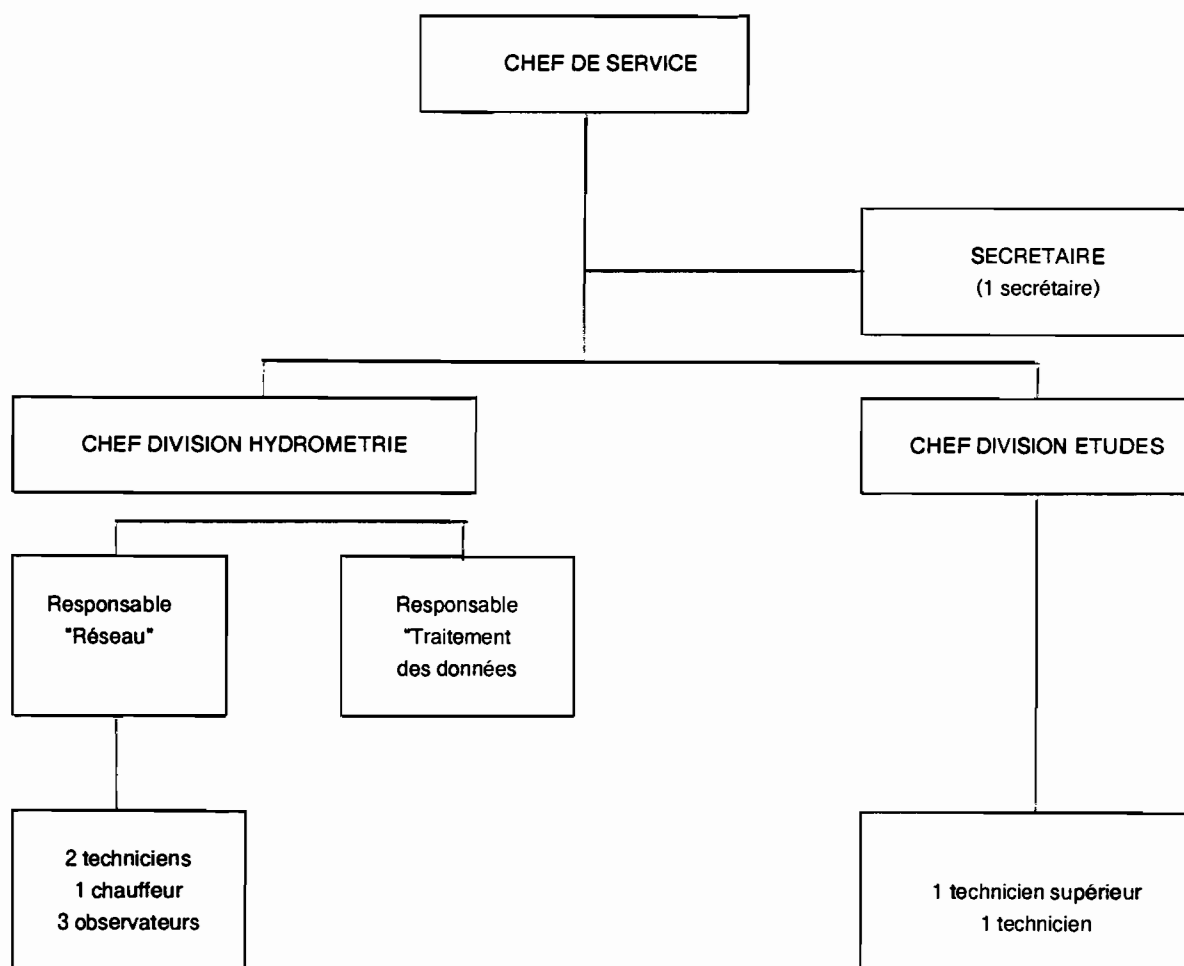 CHEF DE SERVICE
SECRETAIRE
(1 secrétaire)
CHEF DIVISION HYDROMETRIE
CHEF DIVISION ETUDES
Responsable
"Réseau"
Responsable
"Traitement
des données
2 techniciens
1 chauffeur
3 observateurs
1 technicien supérieur
1 technicien